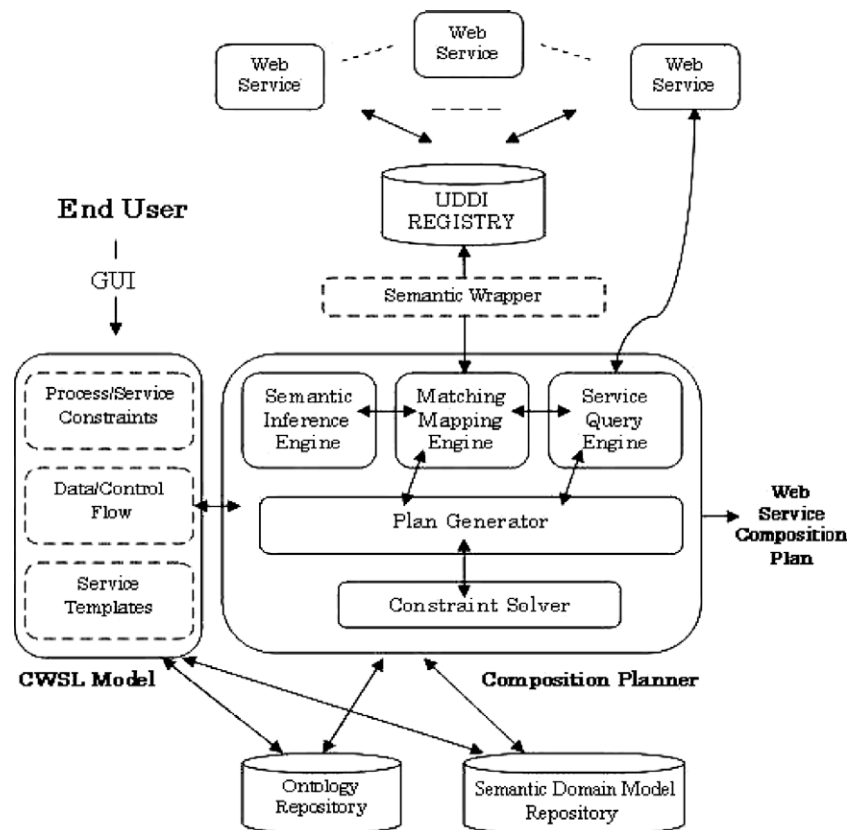 Web
Service
Web
Service
Web
Service
UDDI
REGISTRY
End User
GUI
Semantic Wrapper
Process/Service
Constraints
Data/Control
Flow
Service
Templates
CWSL Model
Semantic
Inference
Engine
Matching
Mapping
Engine
Service
Query
Engine
Plan Generator
Constraint Solver
Composition Planner
Web
Service
Composition
Plan
Ontology
Repository
Semantic Domain Model
Repository